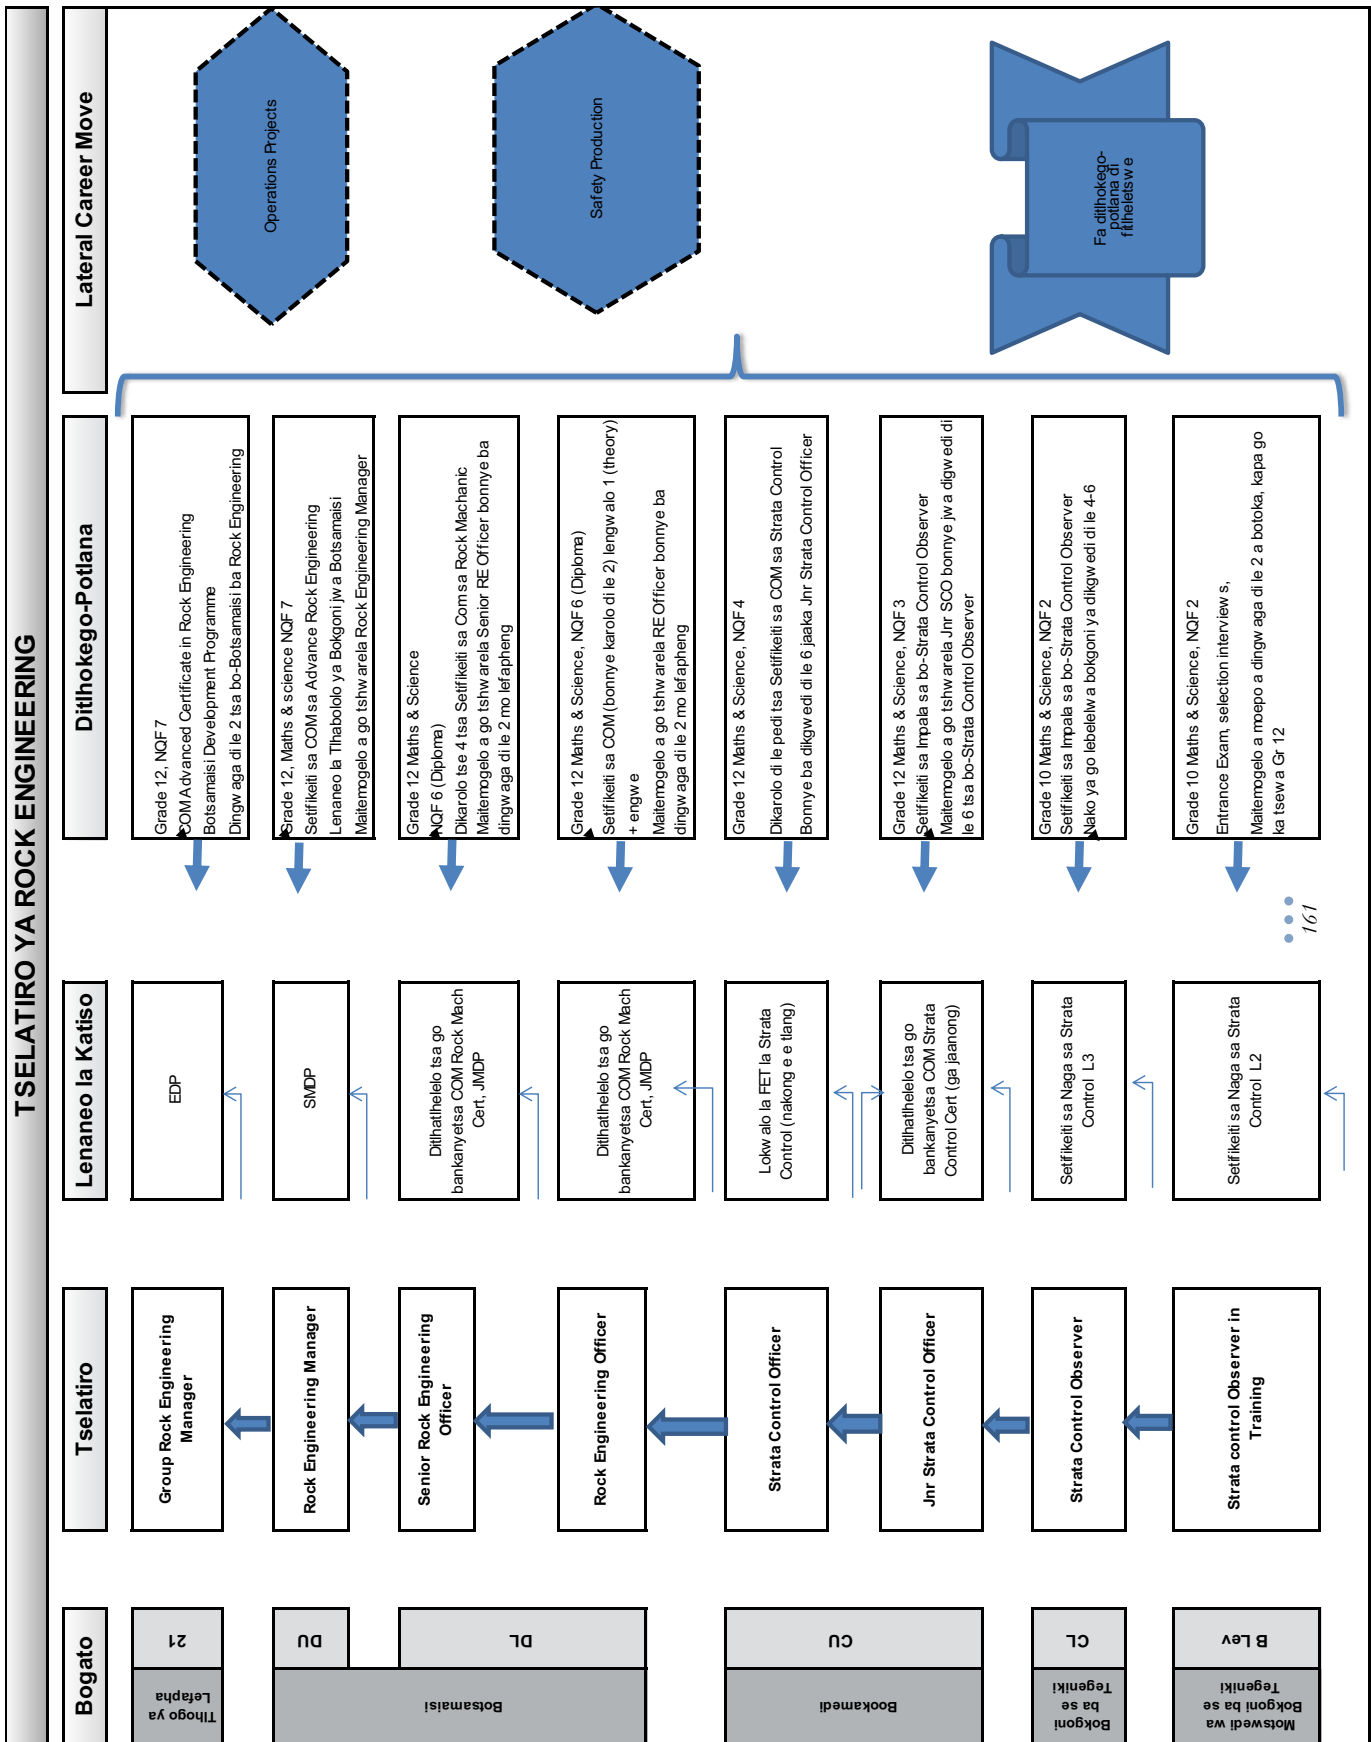 TSELATIRO YA ROCK ENGINEERING
Bogato
Tselatiro
Lenaneo la Katiso
Ditlhokego-Potlana
Lateral Career Move
Tlhogo ya
Lefapha
21
Group Rock Engineering
Manager
EDP
Grade 12, NQF 7
COM Advanced Certificate in Rock Engineering
Botsamaisi Development Programme
Dingwaga di le 2 tsa bo-Botsamaisi ba Rock Engineering
Operations Projects
Botsamaisi
DU
Rock Engineering Manager
SMDP
Grade 12, Maths & science NQF 7
Setifikeiti sa COM sa Advance Rock Engineering
Lenaneo la Tlhabololo ya Bokgoni jwa Botsamaisi
Maitemogelo a go tshwarela Rock Engineering Manager
DL
Senior Rock Engineering
Officer
Ditlhatlhelelo tsa go
bankanyetsa COM Rock Mach
Cert, JMDP
Grade 12 Maths & Science
NQF 6 (Diploma)
Dikarolo tse 4 tsa Setifikeiti sa Com sa Rock Machanic
Maitemogelo a go tshwarela Senior RE Officer bonnye ba
dingwaga di le 2 mo lefapheng
Safety Production
Rock Engineering Officer
Ditlhatlhelelo tsa go
bankanyetsa COM Rock Mach
Cert, JMDP
Grade 12 Maths & Science, NQF 6 (Diploma)
Setifikeiti sa COM (bonnye karolo di le 2) lengwalo 1 (theory)
+ engwe
Maitemogelo a go tshwarela RE Officer bonnye ba
dingwaga di le 2 mo lefapheng
Bookamedi
CU
Strata Control Officer
Lokwalo la FET la Strata
Control (nakong e e tlang)
Grade 12 Maths & Science, NQF 4
Dikarolo di le pedi tsa Setifikeiti sa COM sa Strata Control
Bonnye ba dikgwedi di le 6 jaaka Jnr Strata Control Officer
Jnr Strata Control Officer
Ditlhatlhelelo tsa go
bankanyetsa COM Strata
Control Cert (ga jaanong)
Grade 12 Maths & Science, NQF 3
Setifikeiti sa Impala sa bo-Strata Control Observer
Maitemogelo a go tshwarela Jnr SCO bonnye jw a digwedi di
le 6 tsa bo-Strata Control Observer
Fa ditlhokego-
potlana di
fitlheletswe
Bokgoni
ba se
Tegeniki
CL
Strata Control Observer
Setifikeiti sa Naga sa Strata
Control L3
Grade 10 Maths & Science, NQF 2
Setifikeiti sa Impala sa bo-Strata Control Observer
Nako ya go lebelelwa bokgoni ya dikgwedi di le 4-6
Motswedi wa
Bokgoni ba se
Tegeniki
B Lev
Strata control Observer in
Training
Setifikeiti sa Naga sa Strata
Control L2
Grade 10 Maths & Science, NQF 2
Entrance Exam, selection interviews,
Maitemogelo a moepo a dingwaga di le 2 a botoka, kapa go
ka tsewa Gr 12
161